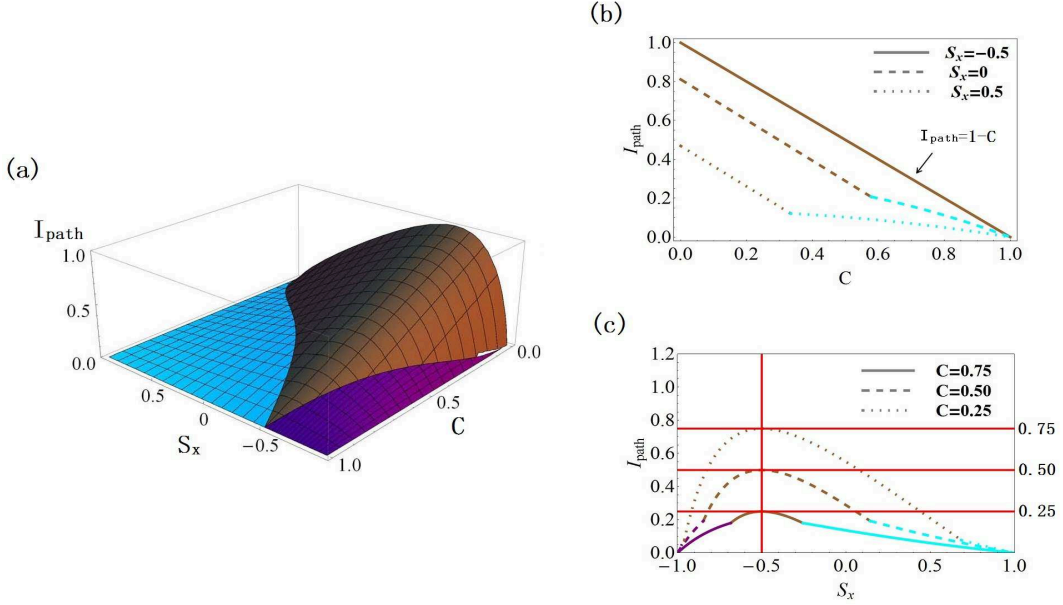 (a)
I_path
1.0
0.5
0.0
0.5
0
-0.5
S_x
1.0
0.5
0.0
C
(b)
1.0
0.8
0.6
0.4
0.2
0.0
I_path
S_x=-0.5
S_x=0
S_x=0.5
I_path=1-C
0.0 0.2 0.4 0.6 0.8 1.0
C
(c)
1.2
1.0
0.8
0.6
0.4
0.2
0.0
I_path
C=0.75
C=0.50
C=0.25
0.75
0.50
0.25
-1.0 -0.5 0.0 0.5 1.0
S_x